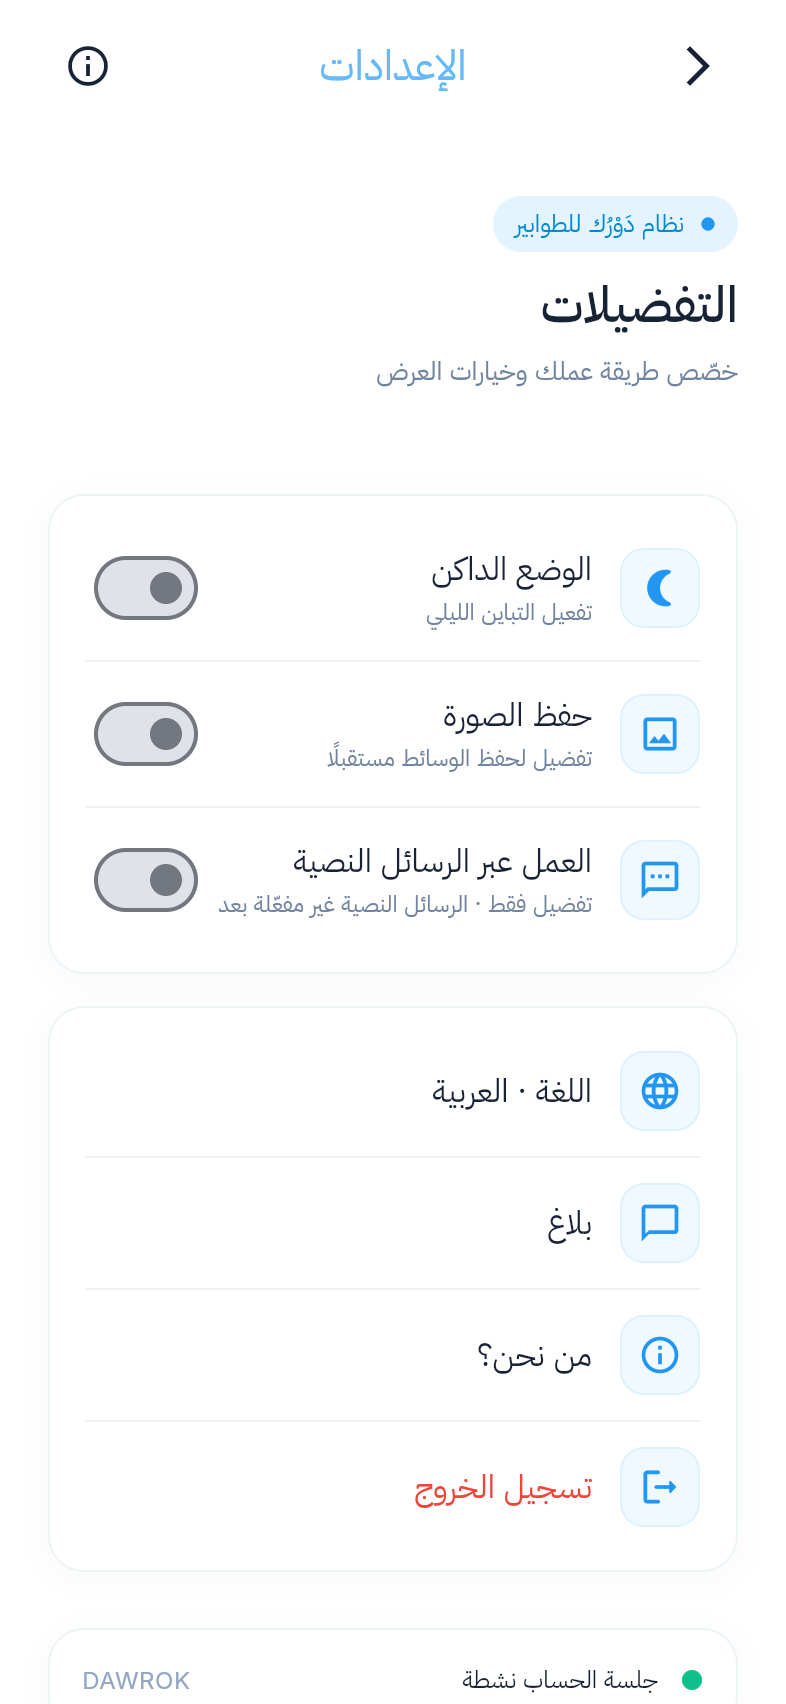 الإعدادات
نظام دَوْرُك للطوابير
التفضيلات
خصّص طريقة عملك وخيارات العرض
الوضع الداكن
تفعيل التباين الليلي
حفظ الصورة
تفضيل لحفظ الوسائط مستقبلًا
العمل عبر الرسائل النصية
تفضيل فقط · الرسائل النصية غير مفعّلة بعد
اللغة · العربية
بلاغ
من نحن؟
تسجيل الخروج
جلسة الحساب نشطة
DAWROK